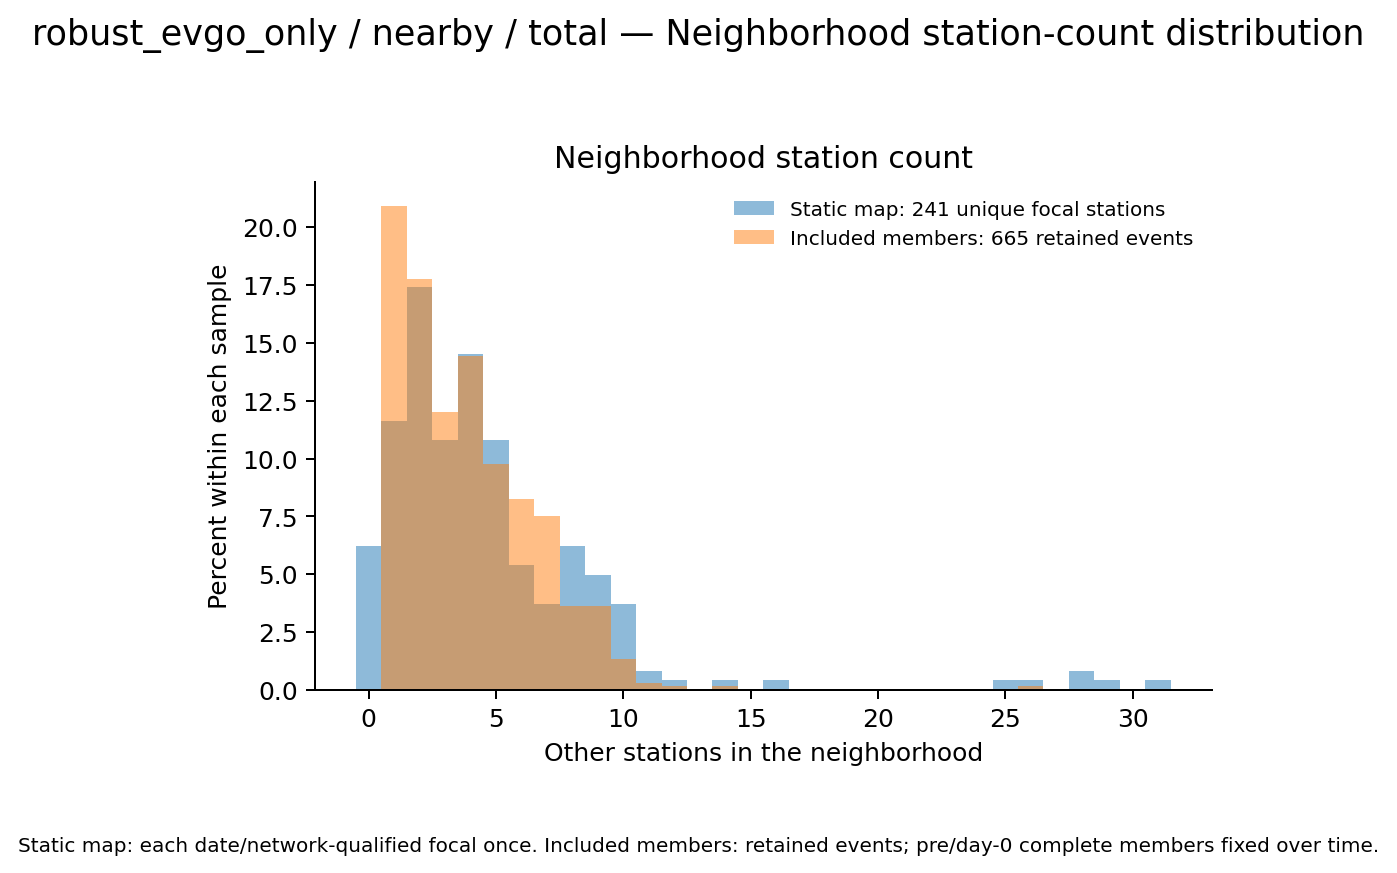 robust_evgo_only / nearby / total — Neighborhood station-count distribution
Neighborhood station count
Static map: 241 unique focal stations
Included members: 665 retained events
Percent within each sample
20.0
17.5
15.0
12.5
10.0
7.5
5.0
2.5
0.0
0 5 10 15 20 25 30
Other stations in the neighborhood
Static map: each date/network-qualified focal once. Included members: retained events; pre/day-0 complete members fixed over time.